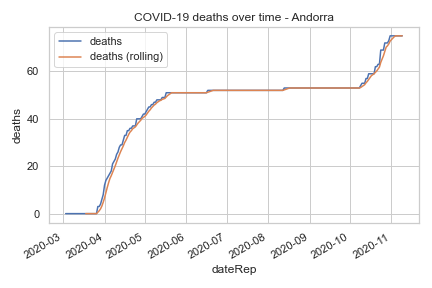 COVID-19 deaths over time - Andorra
deaths
deaths (rolling)
deaths
60
40
20
0
2020-03
2020-04
2020-05
2020-06
2020-07
2020-08
2020-09
2020-10
2020-11
dateRep